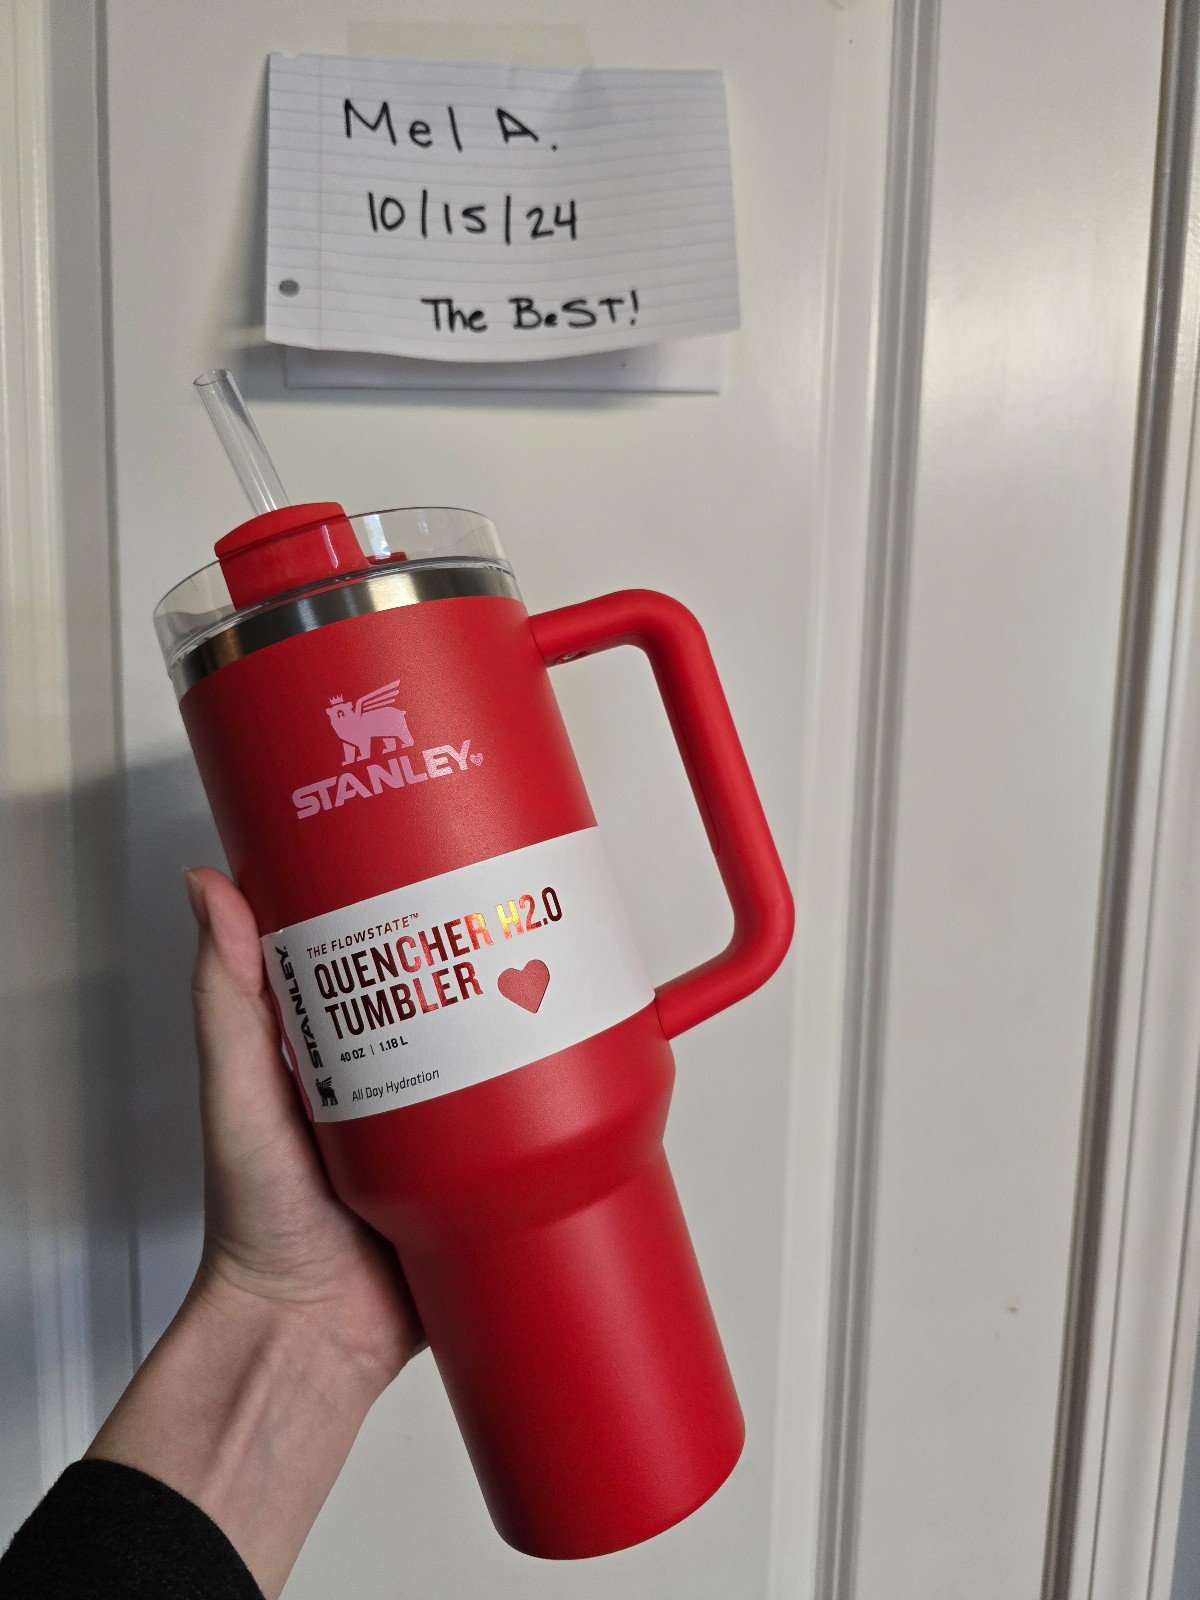 Mel A.
10/15/24
The BeST!
STANLEY
THE FLOWSTATE™
QUENCHER H2.0
TUMBLER
40 OZ | 1.18 L
All Day Hydration
STANLEY